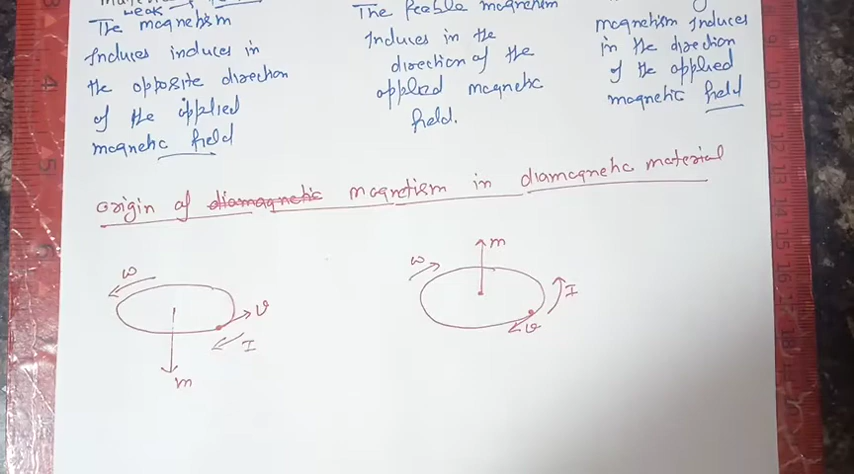 weak
The magnetism
Induces induces in
the opposite direction
of the applied
magnetic field
The feeble magnetism
Induces in the
direction of the
applied magnetic
field.
magnetism Induces
in the direction
of the applied
magnetic field
Origin of diamagnetic magnetism in diamagnetic material
ω
v
I
m
m
ω
I
v